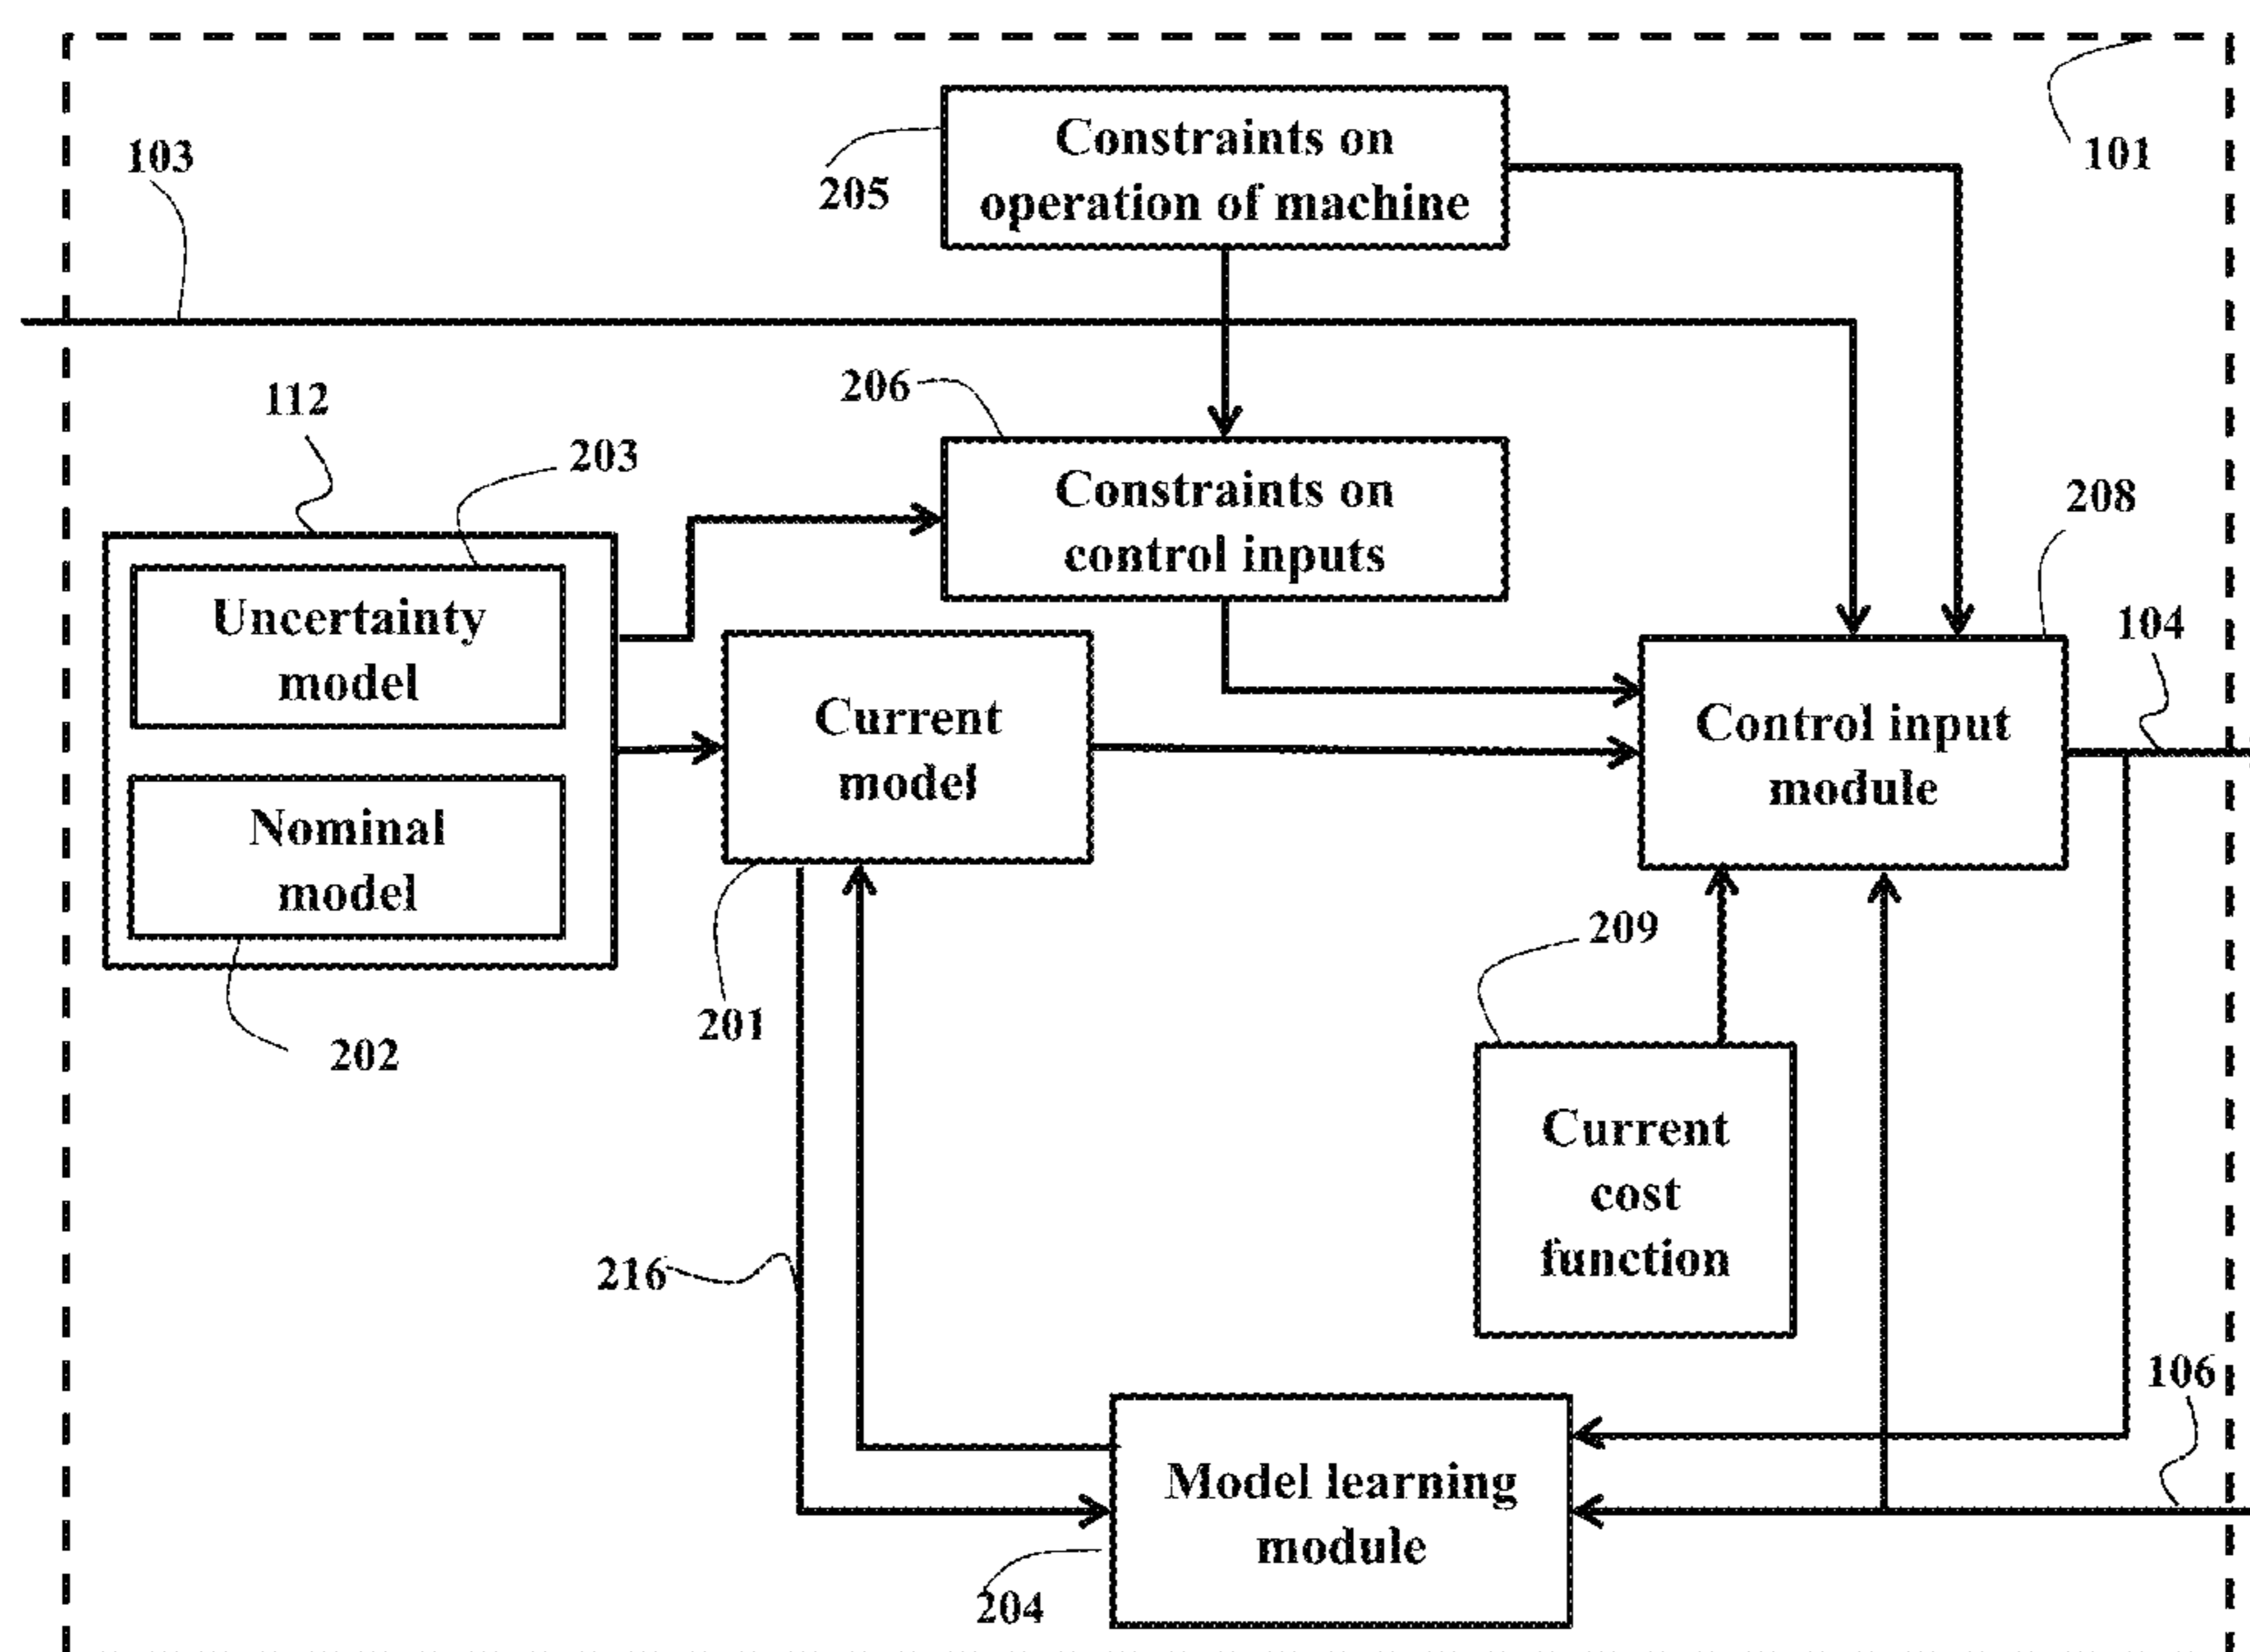 Constraints on
operation of machine
101
103
205
206
112
203
Constraints on
control inputs
208
Uncertainty
model
104
Current
model
Control input
module
Nominal
model
209
201
202
Current
cost
function
216
106
Model learning
module
204